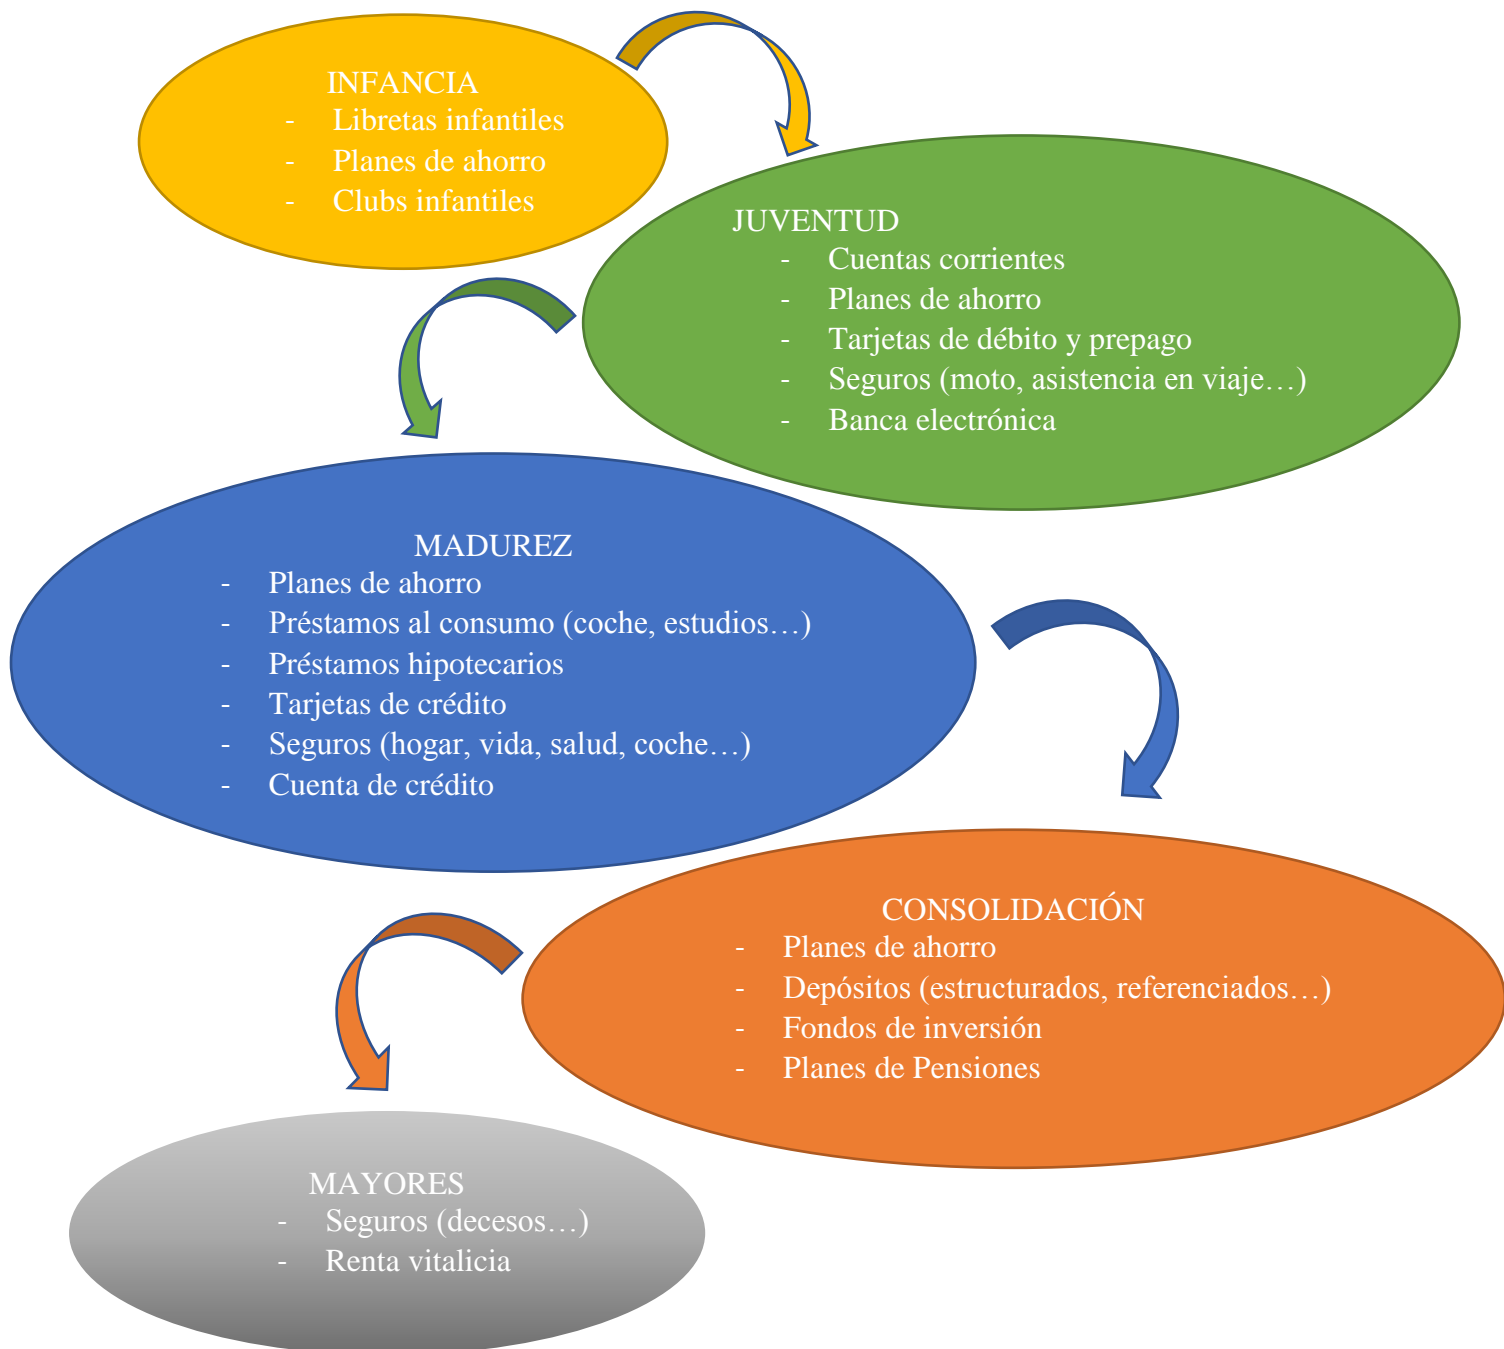 INFANCIA
- Libretas infantiles
- Planes de ahorro
- Clubs infantiles
JUVENTUD
- Cuentas corrientes
- Planes de ahorro
- Tarjetas de débito y prepago
- Seguros (moto, asistencia en viaje…)
- Banca electrónica
MADUREZ
- Planes de ahorro
- Préstamos al consumo (coche, estudios…)
- Préstamos hipotecarios
- Tarjetas de crédito
- Seguros (hogar, vida, salud, coche…)
- Cuenta de crédito
CONSOLIDACIÓN
- Planes de ahorro
- Depósitos (estructurados, referenciados…)
- Fondos de inversión
- Planes de Pensiones
MAYORES
- Seguros (decesos…)
- Renta vitalicia